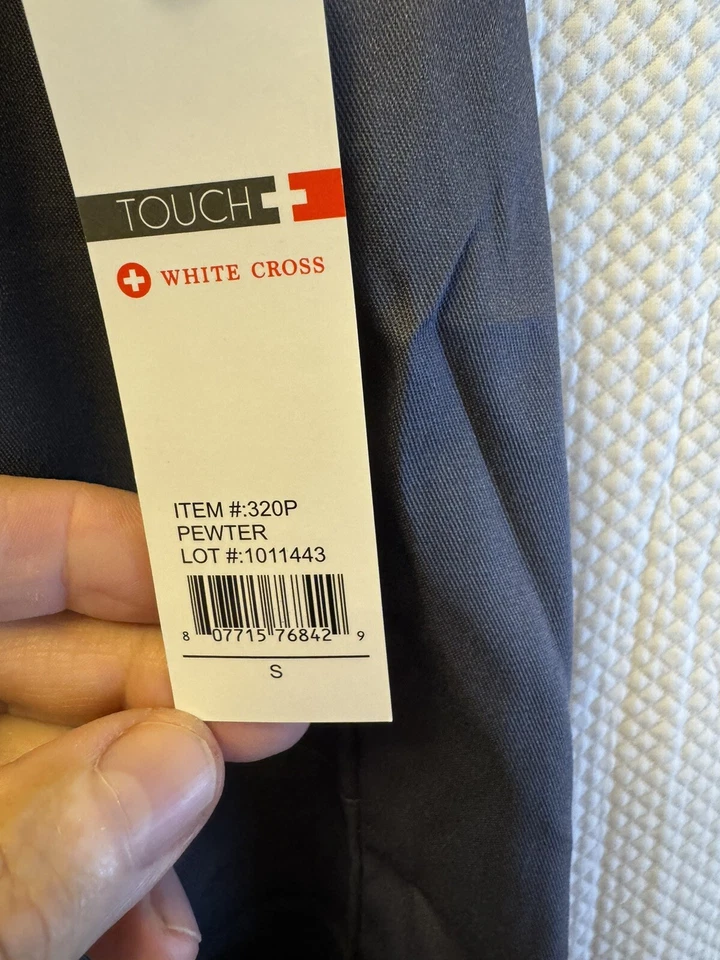 TOUCH
WHITE CROSS
ITEM #:320P
PEWTER
LOT #:1011443
8 07715 76842 9
S